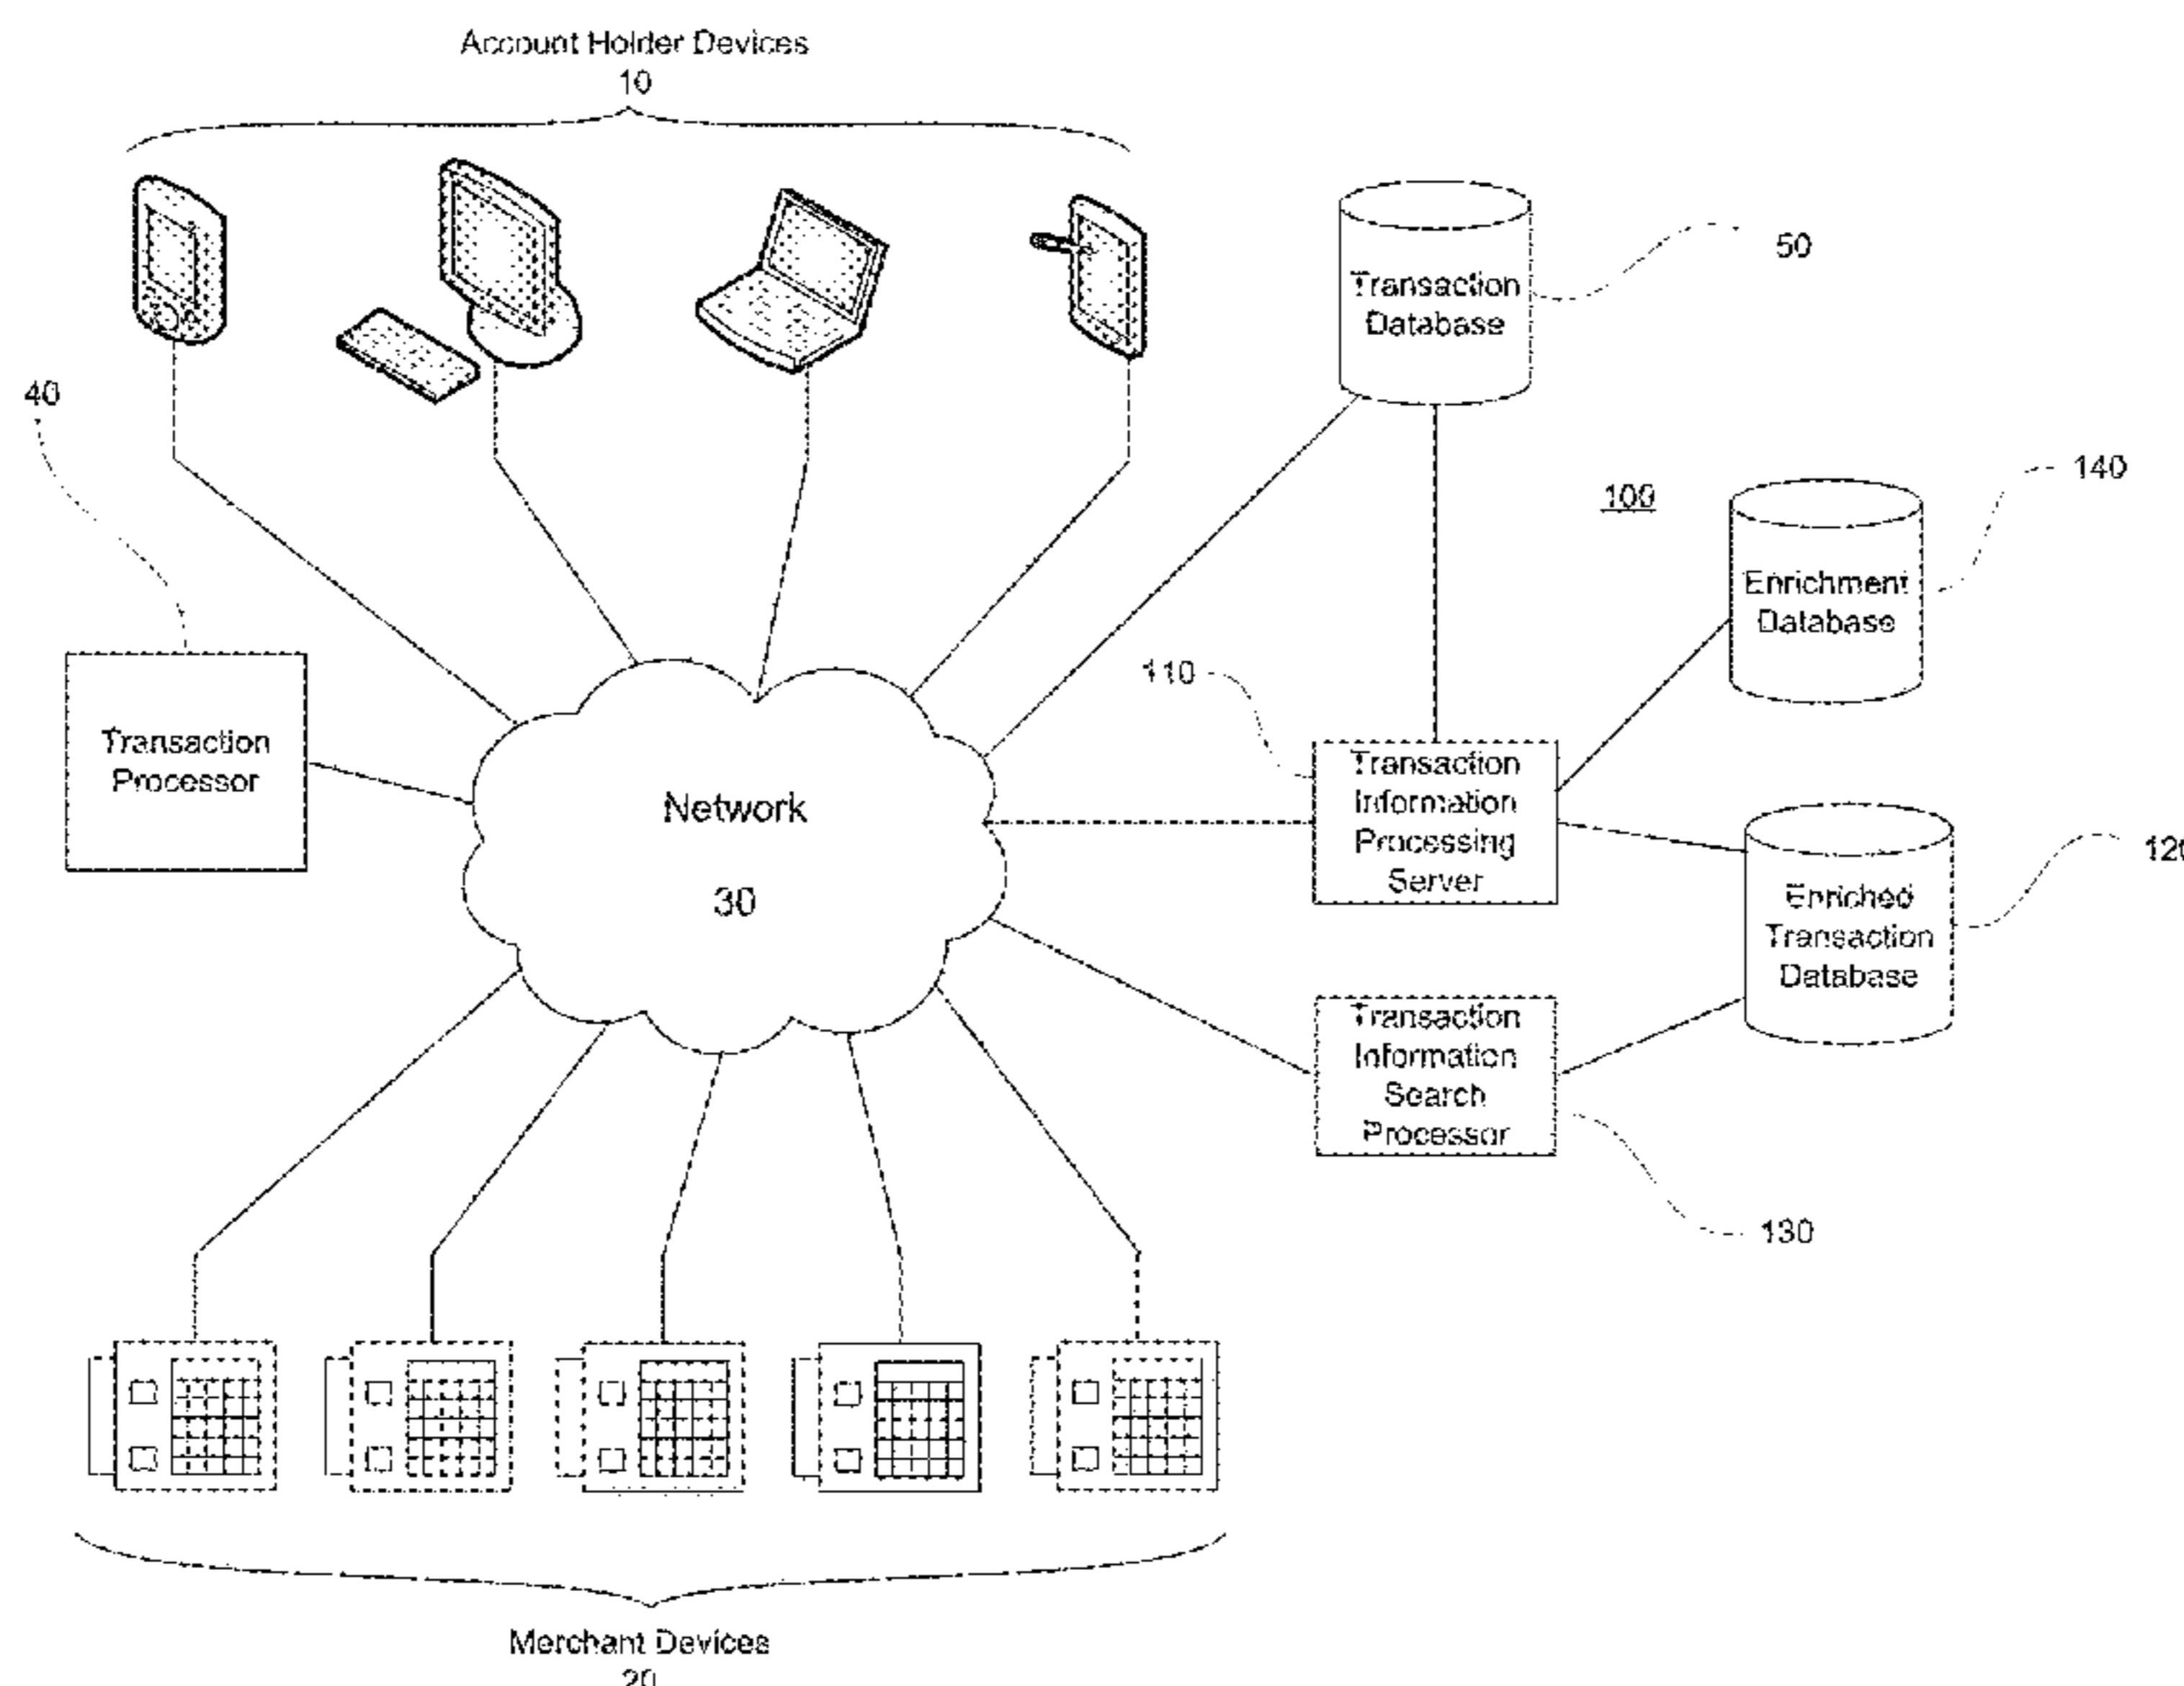 Account Holder Devices
10
50
Transaction
Database
40
140
100
Enrichment
Database
110
Transaction
Processor
Transaction
Information
Processing
Server
Network
30
120
Enriched
Transaction
Database
Transaction
Information
Search
Processor
130
Merchant Devices
20